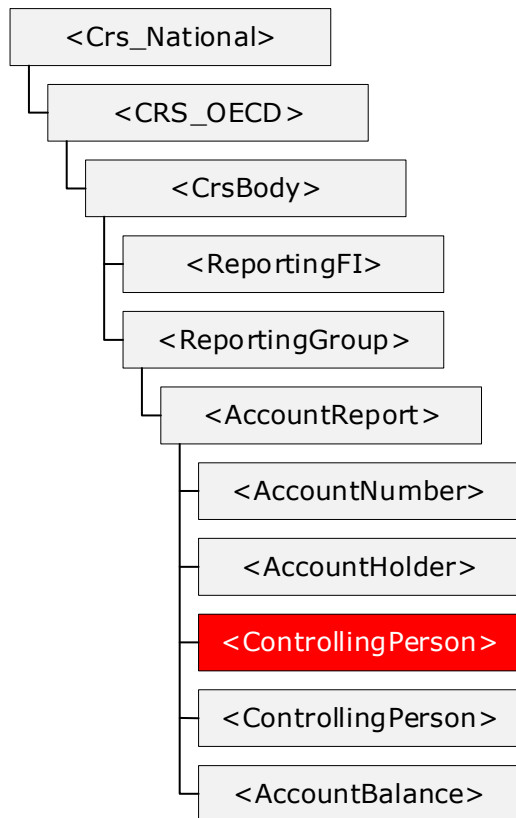 <Crs_National>
<CRS_OECD>
<CrsBody>
<ReportingFI>
<ReportingGroup>
<AccountReport>
<AccountNumber>
<AccountHolder>
<ControllingPerson>
<ControllingPerson>
<AccountBalance>